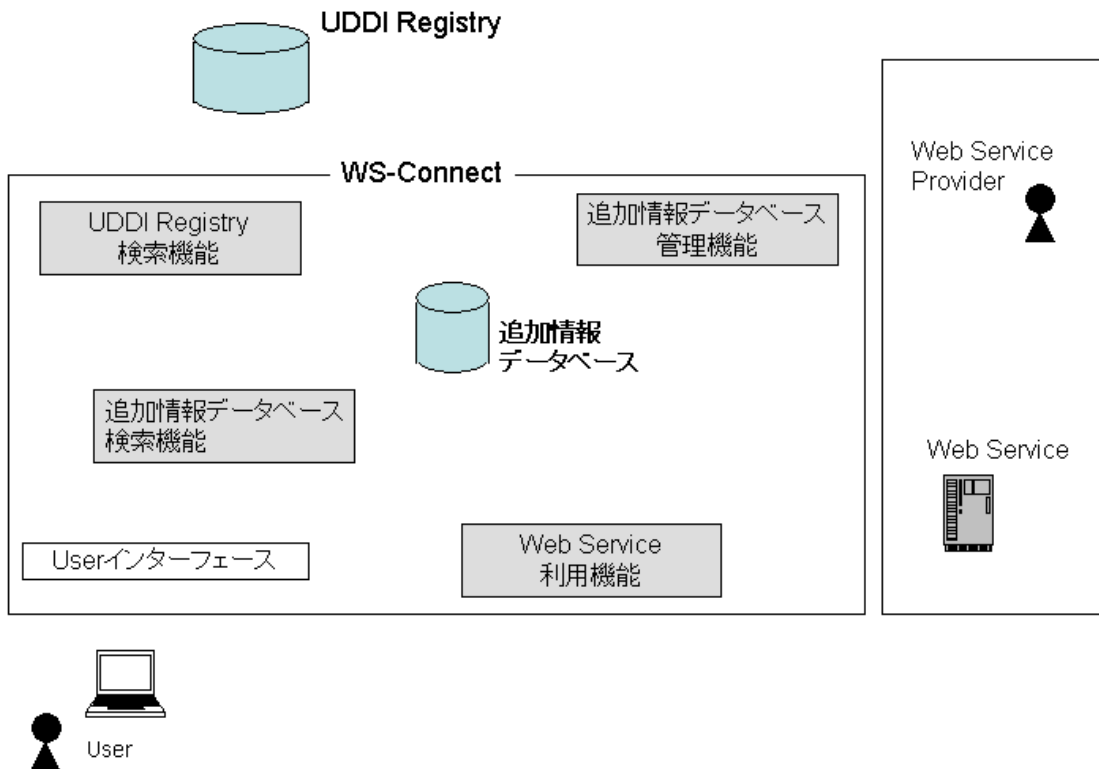 UDDI Registry
WS-Connect
UDDI Registry
検索機能
追加情報データベース
管理機能
追加情報
データベース
追加情報データベース
検索機能
Userインターフェース
Web Service
利用機能
Web Service
Provider
Web Service
User